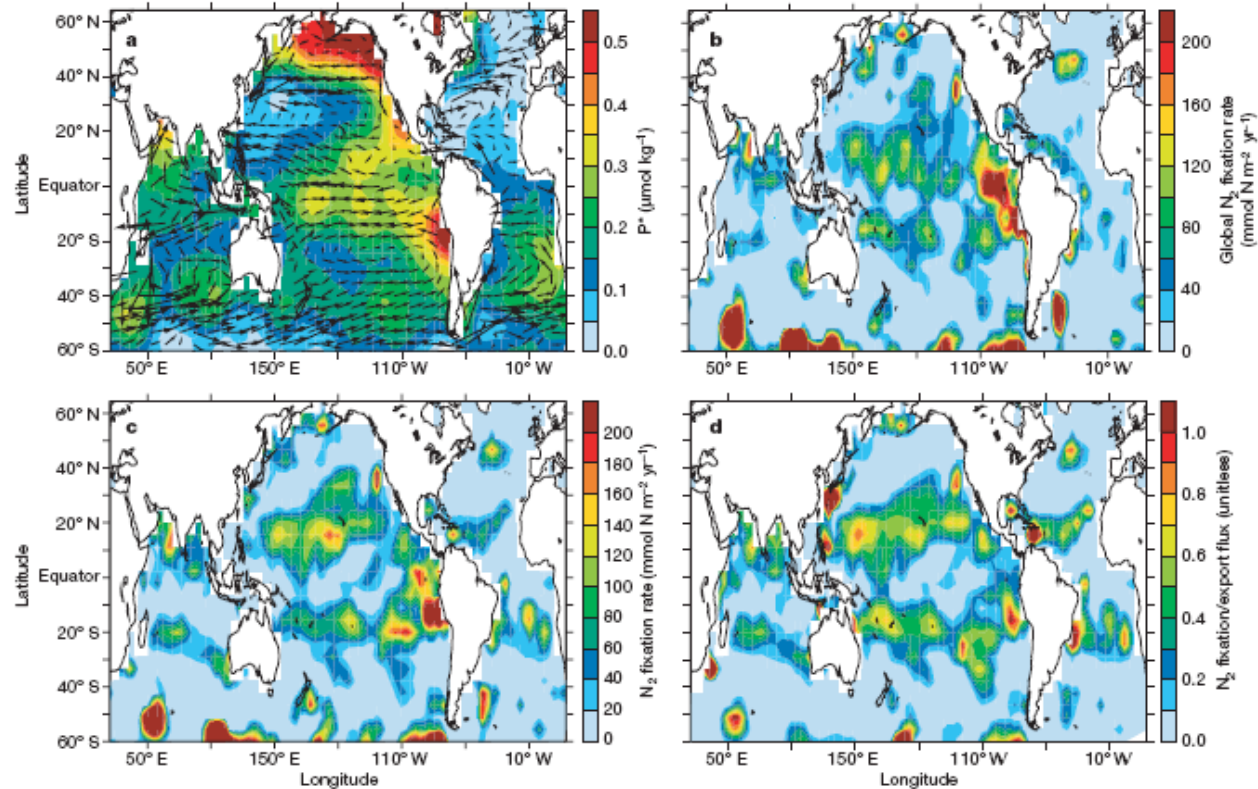 a
60° N
40° N
20° N
Equator
20° S
40° S
60° S
Latitude
50° E
150° E
110° W
10° W
0.5
0.4
0.3
0.2
0.1
0.0
P* (µmol kg⁻¹)
b
50° E
150° E
110° W
10° W
200
160
120
80
40
0
Global N₂ fixation rate
(mmol N m⁻² yr⁻¹)
c
60° N
40° N
20° N
Equator
20° S
40° S
60° S
Latitude
50° E
150° E
110° W
10° W
Longitude
200
180
160
140
120
100
80
60
40
20
0
N₂ fixation rate (mmol N m⁻² yr⁻¹)
d
50° E
150° E
110° W
10° W
Longitude
1.0
0.8
0.6
0.4
0.2
0.0
N₂ fixation/export flux (unitless)